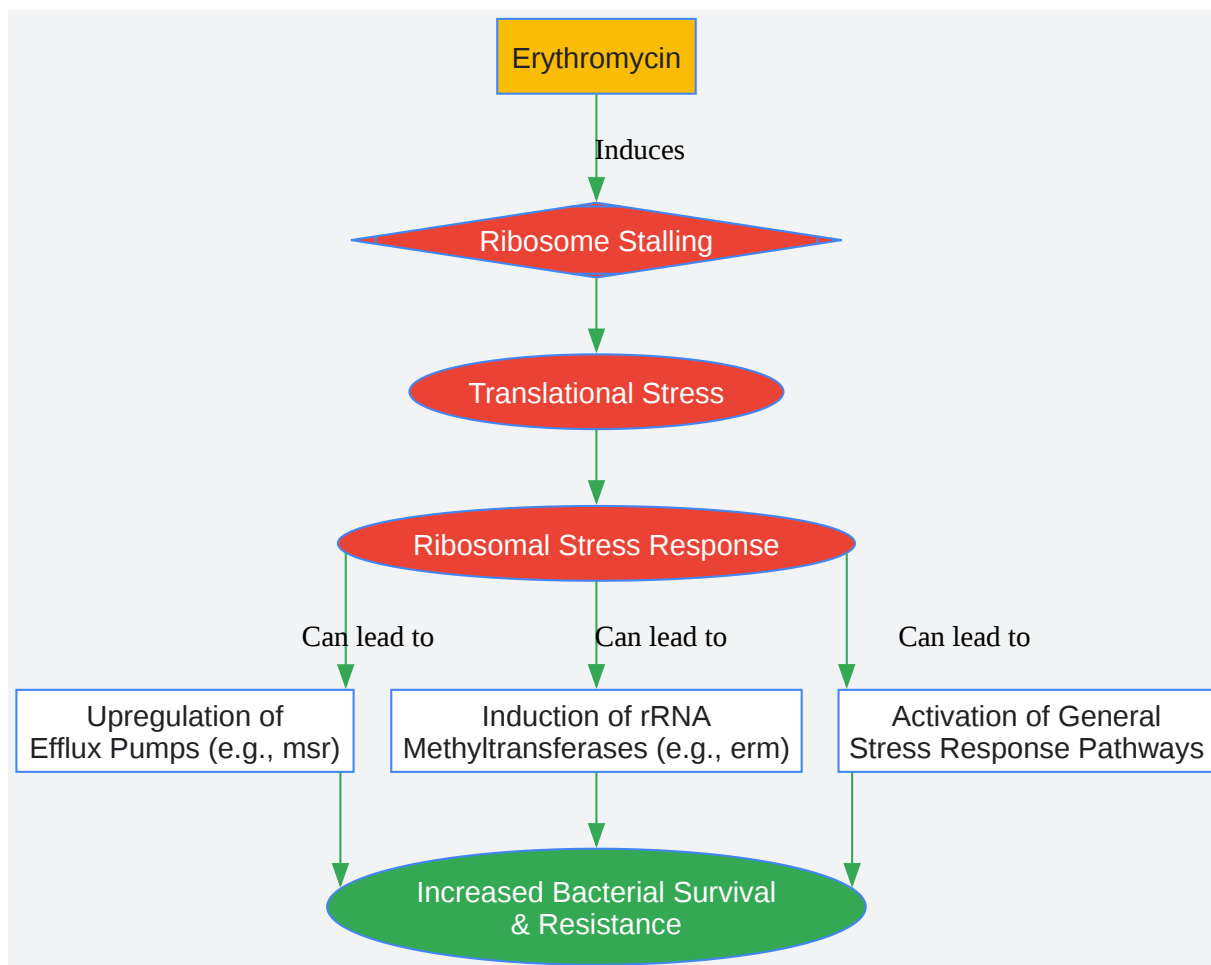 Erythromycin
Induces
Ribosome Stalling
Translational Stress
Ribosomal Stress Response
Can lead to
Can lead to
Can lead to
Upregulation of
Efflux Pumps (e.g., msr)
Induction of rRNA
Methyltransferases (e.g., erm)
Activation of General
Stress Response Pathways
Increased Bacterial Survival
& Resistance